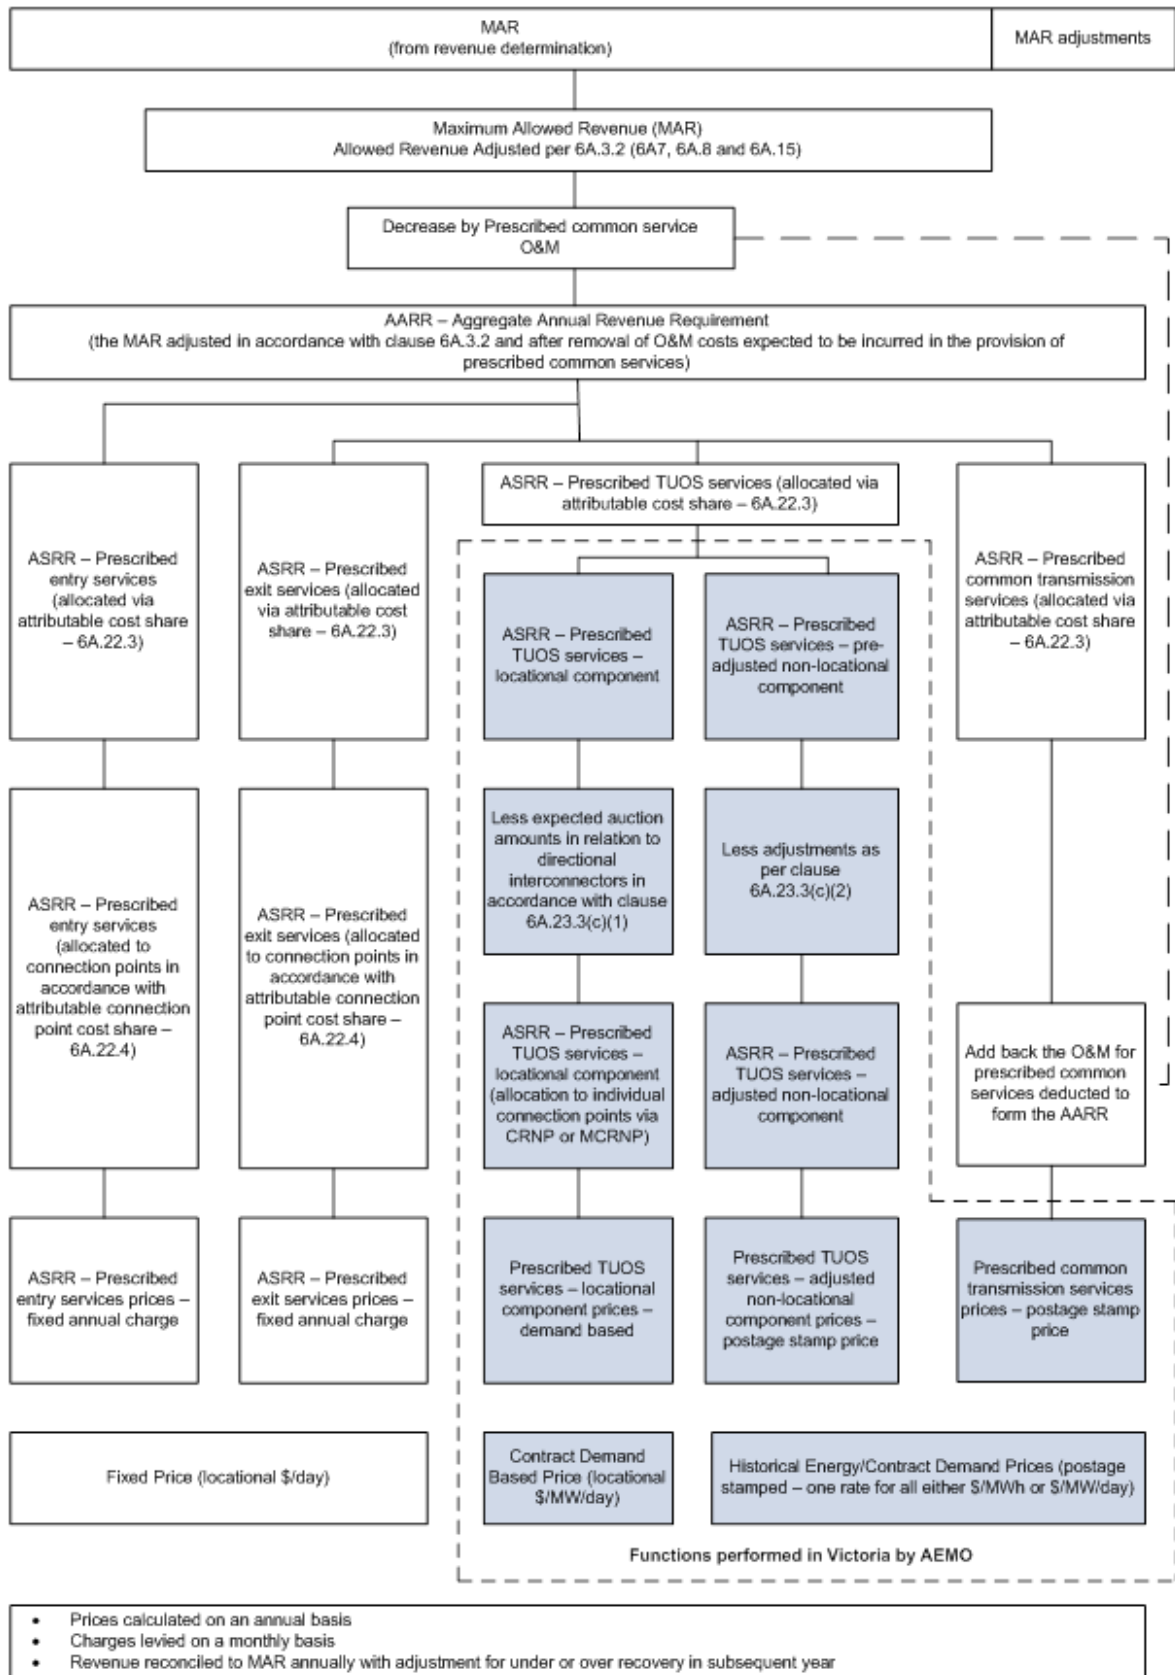 MAR
(from revenue determination)
MAR adjustments
Maximum Allowed Revenue (MAR)
Allowed Revenue Adjusted per 6A.3.2 (6A7, 6A.8 and 6A.15)
Decrease by Prescribed common service
O&M
AARR – Aggregate Annual Revenue Requirement
(the MAR adjusted in accordance with clause 6A.3.2 and after removal of O&M costs expected to be incurred in the provision of
prescribed common services)
ASRR – Prescribed
entry services
(allocated via
attributable cost share
– 6A.22.3)
ASRR – Prescribed
exit services (allocated
via attributable cost
share – 6A.22.3)
ASRR – Prescribed TUOS services (allocated via
attributable cost share – 6A.22.3)
ASRR – Prescribed
TUOS services –
locational component
ASRR – Prescribed
TUOS services – pre-
adjusted non-locational
component
ASRR – Prescribed
common transmission
services (allocated via
attributable cost share
– 6A.22.3)
ASRR – Prescribed
entry services
(allocated to
connection points in
accordance with
attributable connection
point cost share –
6A.22.4)
ASRR – Prescribed
exit services (allocated
to connection points in
accordance with
attributable connection
point cost share –
6A.22.4)
Less expected auction
amounts in relation to
directional
interconnectors in
accordance with clause
6A.23.3(c)(1)
Less adjustments as
per clause
6A.23.3(c)(2)
ASRR – Prescribed
TUOS services –
locational component
(allocation to individual
connection points via
CRNP or MCRNP)
ASRR – Prescribed
TUOS services –
adjusted non-locational
component
Add back the O&M for
prescribed common
services deducted to
form the AARR
ASRR – Prescribed
entry services prices –
fixed annual charge
ASRR – Prescribed
exit services prices –
fixed annual charge
Prescribed TUOS
services – locational
component prices –
demand based
Prescribed TUOS
services – adjusted
non-locational
component prices –
postage stamp price
Prescribed common
transmission services
prices – postage stamp
price
Fixed Price (locational $/day)
Contract Demand
Based Price (locational
$/MW/day)
Historical Energy/Contract Demand Prices (postage
stamped – one rate for all either $/MWh or $/MW/day)
Functions performed in Victoria by AEMO
• Prices calculated on an annual basis
• Charges levied on a monthly basis
• Revenue reconciled to MAR annually with adjustment for under or over recovery in subsequent year